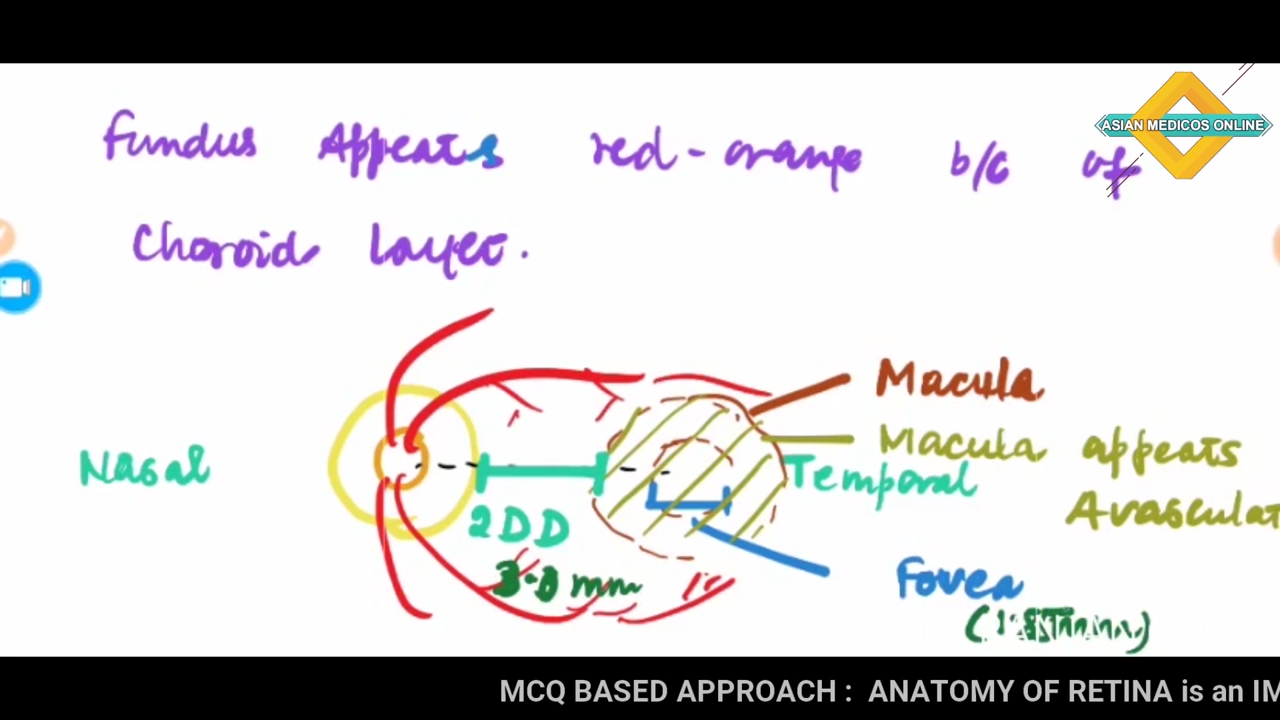 Fundus Appears red-orange b/c of
Choroid Layer.
ASIAN MEDICOS ONLINE
Macula
Macula appears
Avascular
Nasal
Temporal
2DD
mm
Fovea
MCQ BASED APPROACH : ANATOMY OF RETINA is an IM